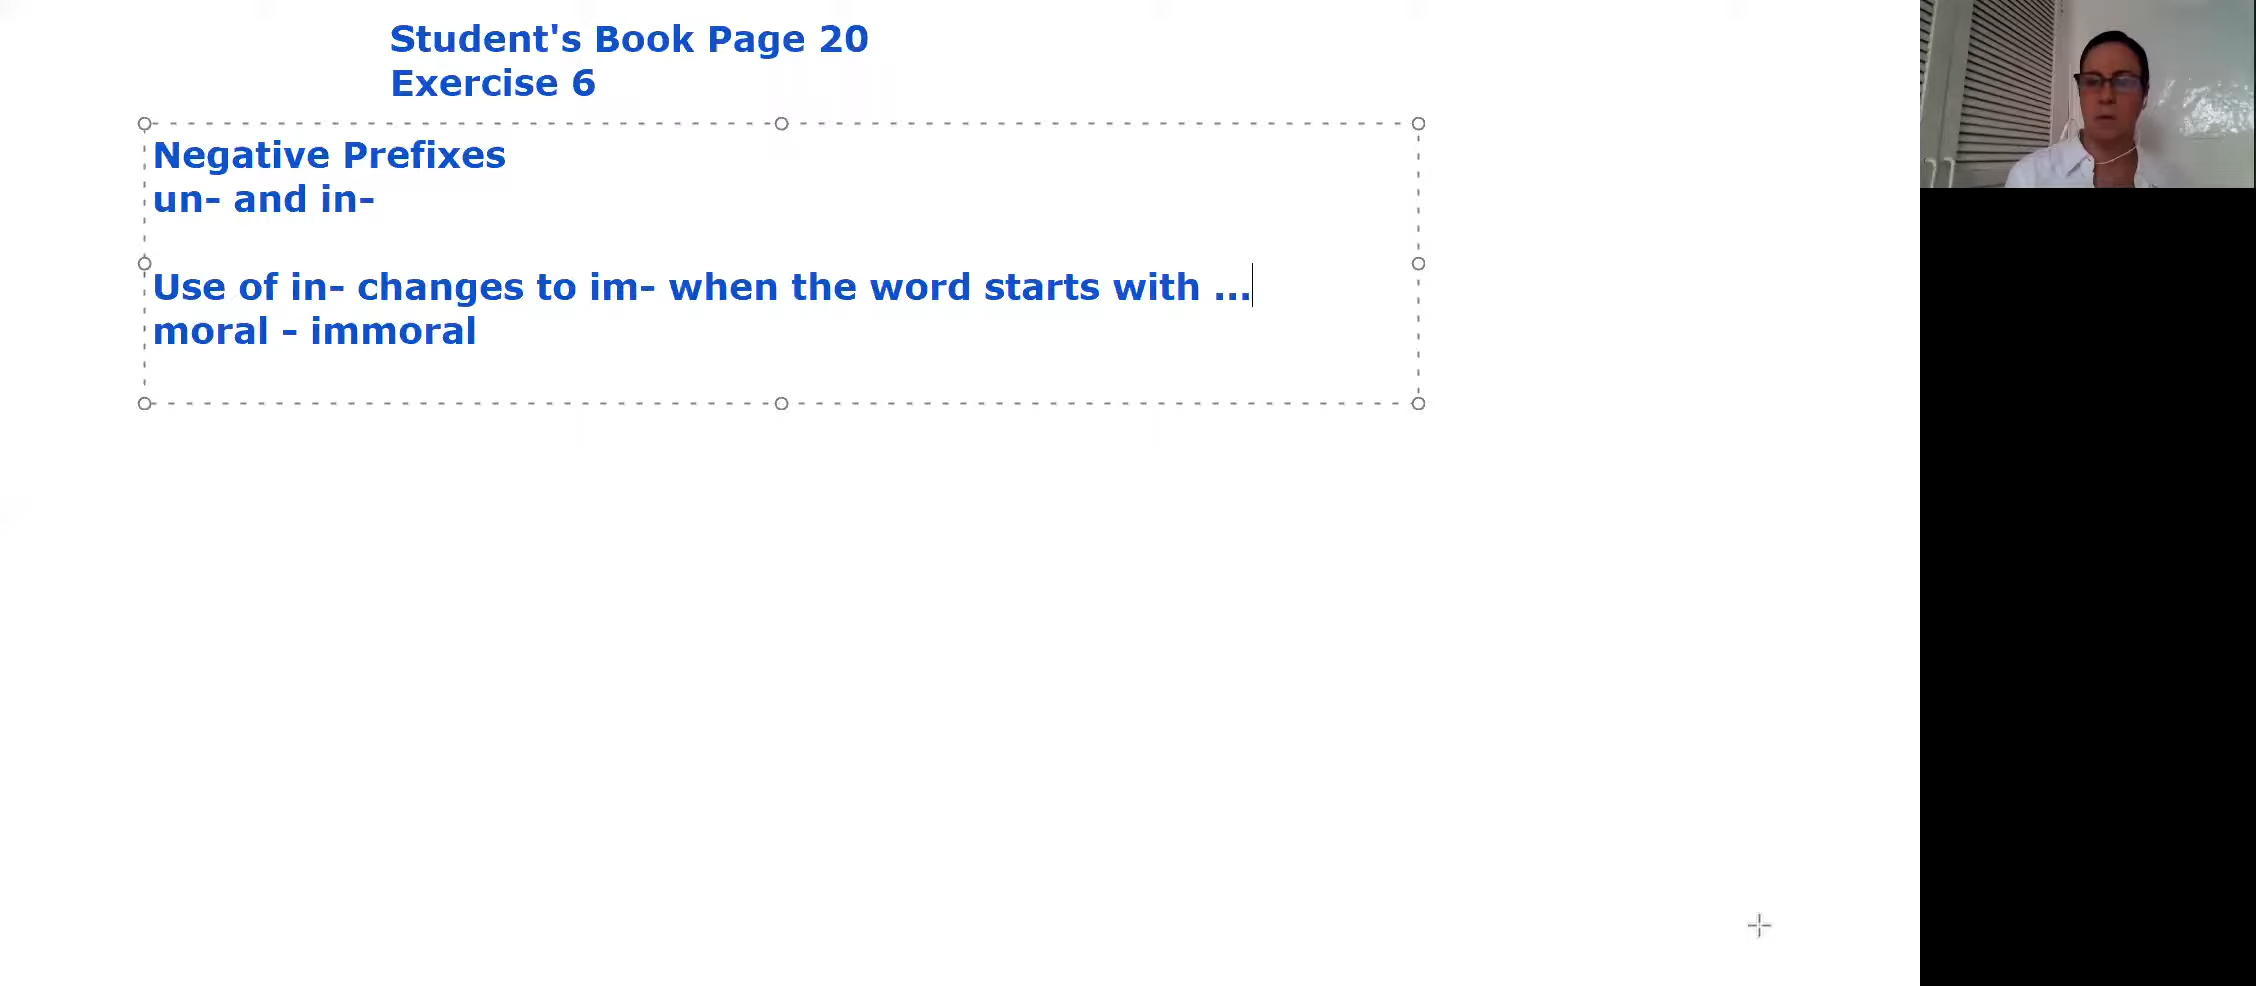 Student's Book Page 20
Exercise 6
Negative Prefixes
un- and in-
Use of in- changes to im- when the word starts with ...
moral - immoral